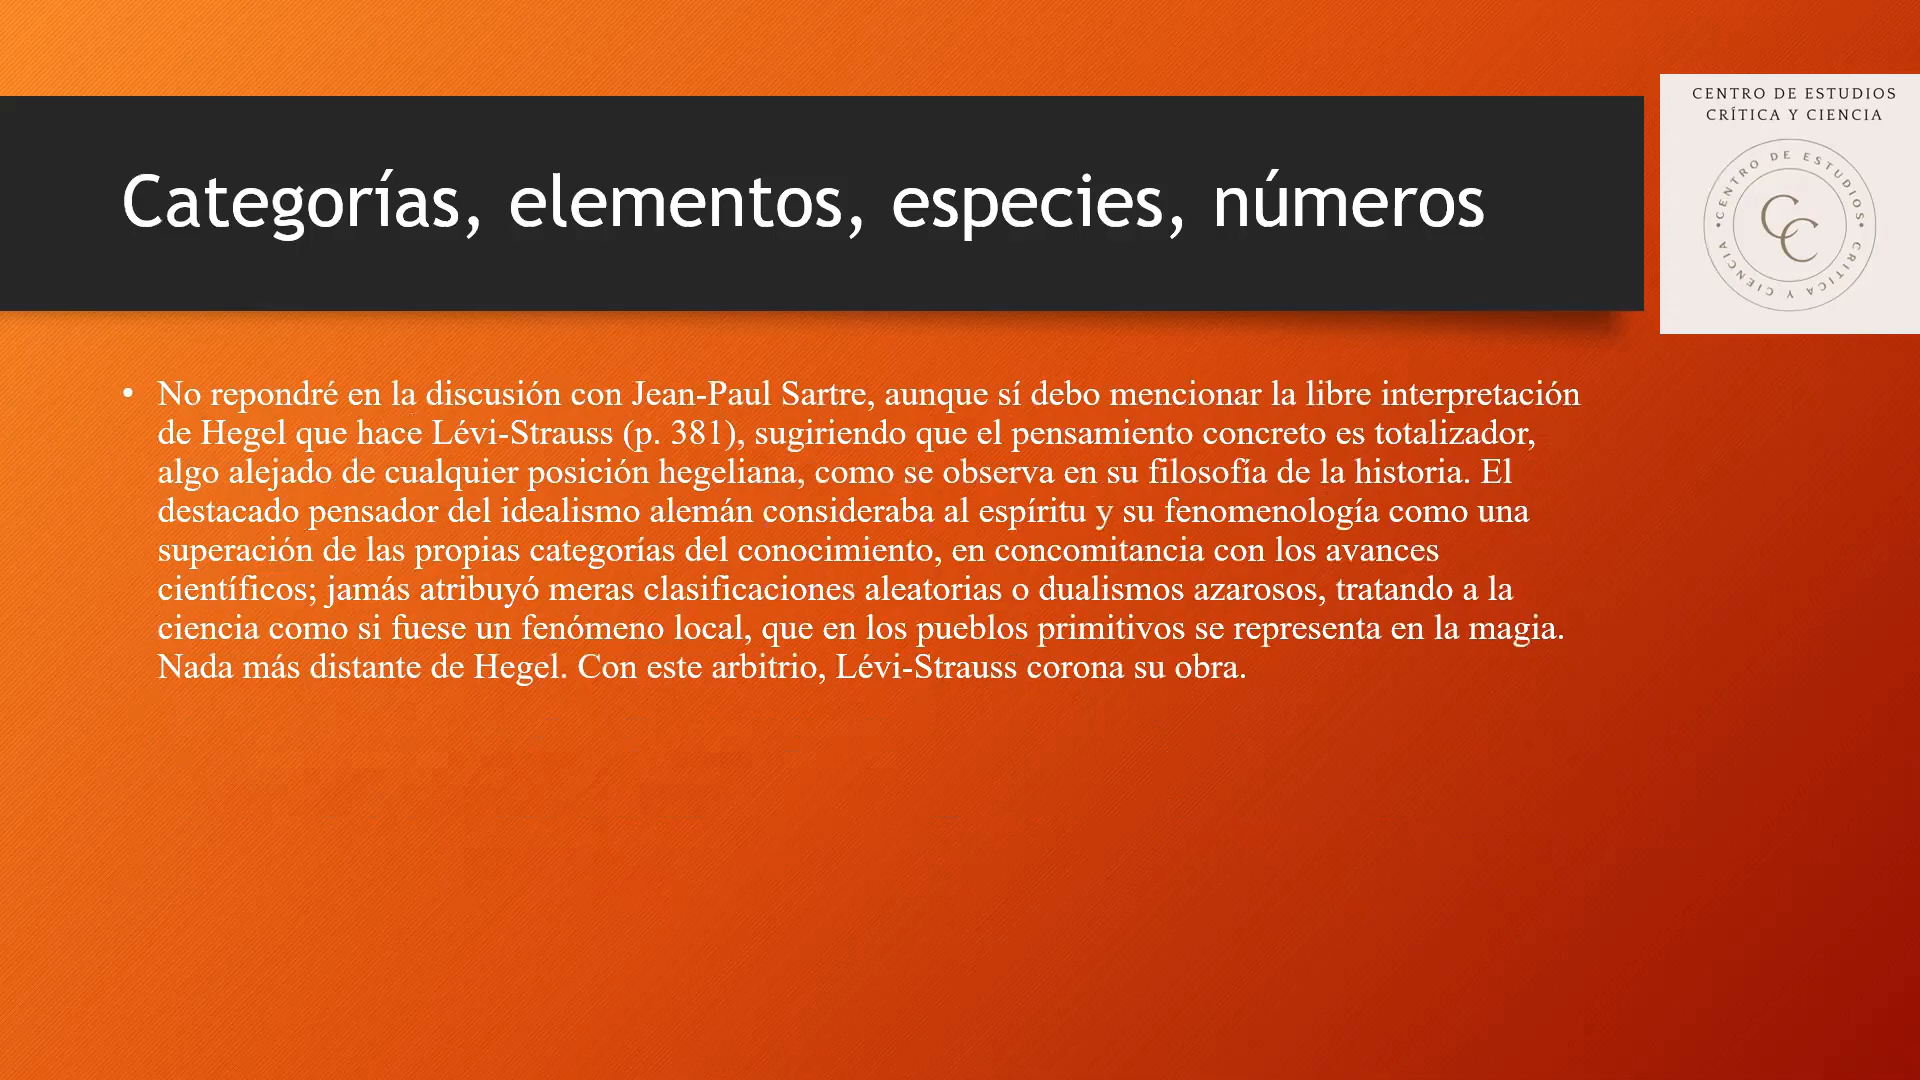 Categorías, elementos, especies, números
CENTRO DE ESTUDIOS
CRÍTICA Y CIENCIA
•CENTRO DE ESTUDIOS•
CRITICA Y CIENCIA
CC
• No repondré en la discusión con Jean-Paul Sartre, aunque sí debo mencionar la libre interpretación
de Hegel que hace Lévi-Strauss (p. 381), sugiriendo que el pensamiento concreto es totalizador,
algo alejado de cualquier posición hegeliana, como se observa en su filosofía de la historia. El
destacado pensador del idealismo alemán consideraba al espíritu y su fenomenología como una
superación de las propias categorías del conocimiento, en concomitancia con los avances
científicos; jamás atribuyó meras clasificaciones aleatorias o dualismos azarosos, tratando a la
ciencia como si fuese un fenómeno local, que en los pueblos primitivos se representa en la magia.
Nada más distante de Hegel. Con este arbitrio, Lévi-Strauss corona su obra.